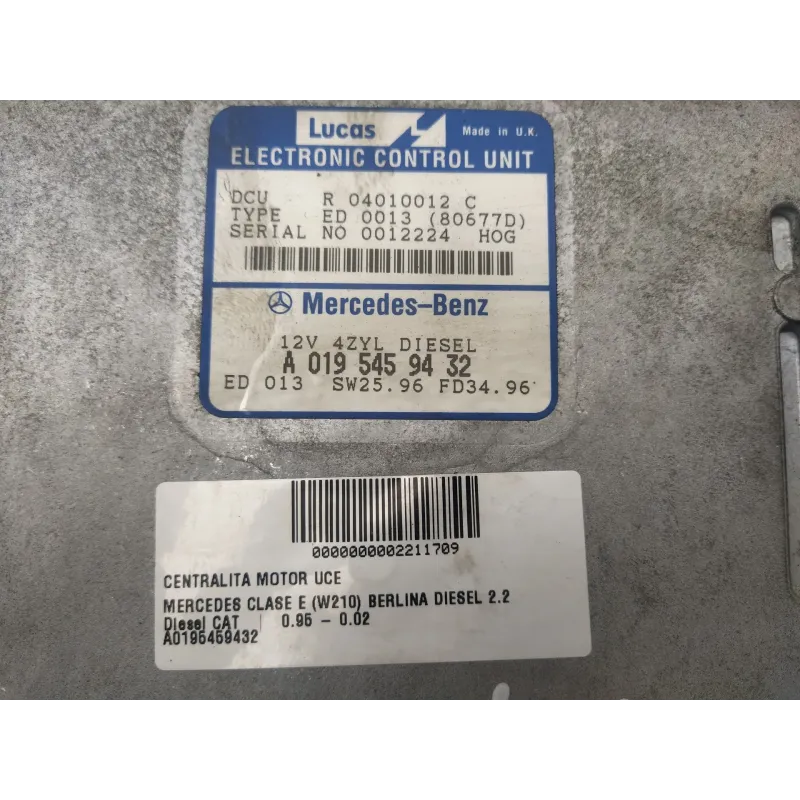 Lucas Made in U.K.
ELECTRONIC CONTROL UNIT
DCU R 04010012 C
TYPE ED 0013 (80677D)
SERIAL NO 0012224 HOG
Mercedes-Benz
12V 4ZYL DIESEL
A 019 545 94 32
ED 013 SW25.96 FD34.96
0000000002211709
CENTRALITA MOTOR UCE
MERCEDES CLASE E (W210) BERLINA DIESEL 2.2
Diesel CAT | 0.95 - 0.02
A0195459432